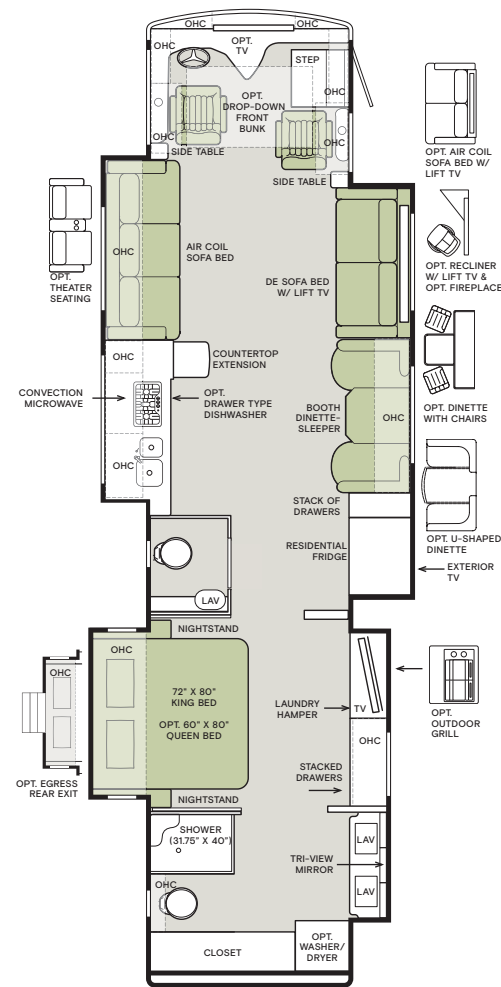 OHC
OHC
OHC
OPT.
TV
STEP
OHC
OPT.
DROP-DOWN
FRONT
BUNK
OHC
OHC
SIDE TABLE
SIDE TABLE
OPT. AIR COIL
SOFA BED W/
LIFT TV
OPT.
THEATER
SEATING
OHC
AIR COIL
SOFA BED
DE SOFA BED
W/ LIFT TV
OPT. RECLINER
W/ LIFT TV &
OPT. FIREPLACE
OHC
COUNTERTOP
EXTENSION
CONVECTION
MICROWAVE
OPT.
DRAWER TYPE
DISHWASHER
BOOTH
DINETTE-
SLEEPER
OHC
OPT. DINETTE
WITH CHAIRS
OHC
STACK OF
DRAWERS
OPT. U-SHAPED
DINETTE
RESIDENTIAL
FRIDGE
EXTERIOR
TV
LAV
NIGHTSTAND
OHC
OHC
72" X 80"
KING BED
OPT. 60" X 80"
QUEEN BED
LAUNDRY
HAMPER
TV
OPT.
OUTDOOR
GRILL
OHC
OPT. EGRESS
REAR EXIT
STACKED
DRAWERS
NIGHTSTAND
SHOWER
(31.75" X 40")
LAV
TRI-VIEW
MIRROR
LAV
OHC
CLOSET
OPT.
WASHER/
DRYER